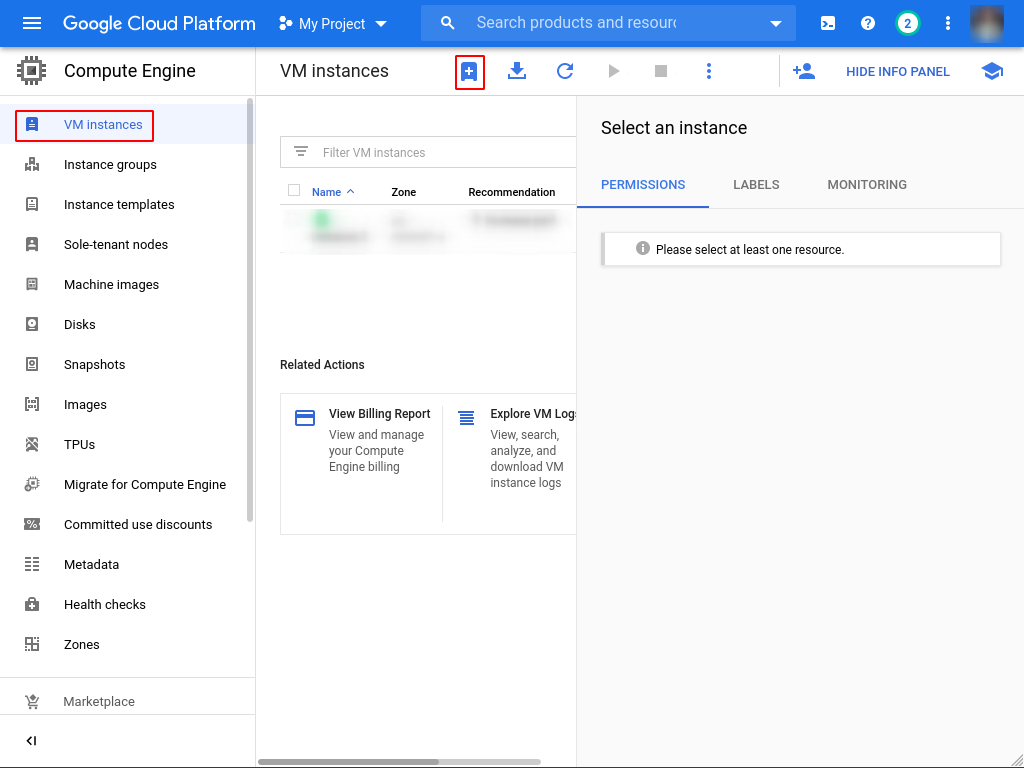 Google Cloud Platform
My Project
Search products and resourc
2
Compute Engine
VM instances
HIDE INFO PANEL
VM instances
Instance groups
Instance templates
Sole-tenant nodes
Machine images
Disks
Snapshots
Images
TPUs
Migrate for Compute Engine
Committed use discounts
Metadata
Health checks
Zones
Marketplace
Filter VM instances
Name Zone Recommendation
Related Actions
View Billing Report
View and manage
your Compute
Engine billing
Explore VM Logs
View, search,
analyze, and
download VM
instance logs
Select an instance
PERMISSIONS LABELS MONITORING
Please select at least one resource.